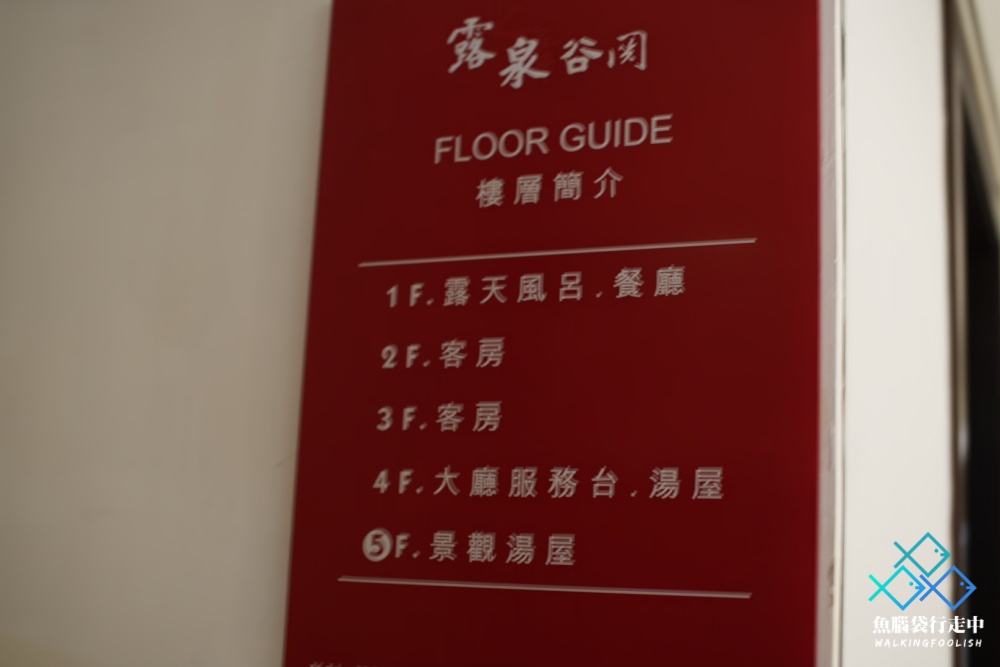 露泉谷閃
FLOOR GUIDE
樓層簡介
1F.露天風呂.餐廳
2F.客房
3F.客房
4F.大廳服務台.湯屋
5F.景觀湯屋
魚腦袋行走中
WALKINGFOOLISH